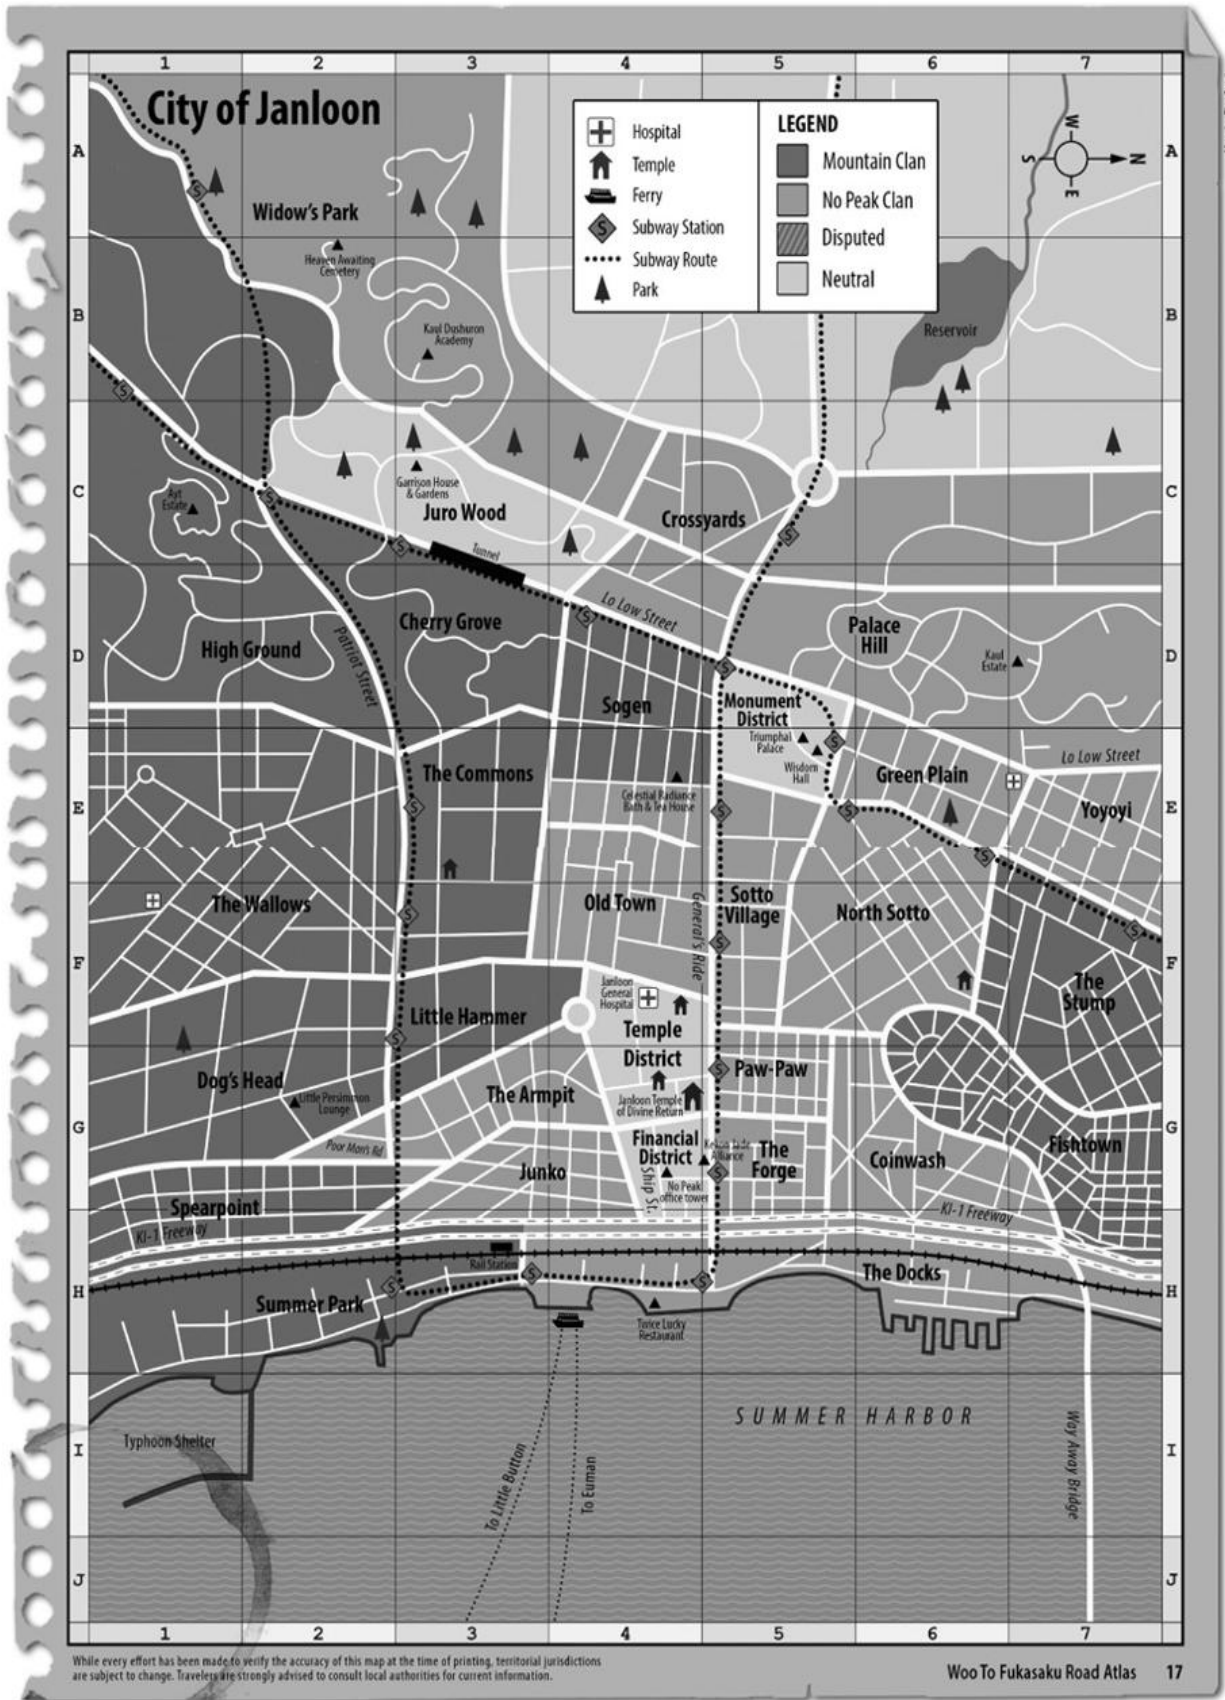 1 2 3 4 5 6 7
City of Janloon
Hospital
Temple
Ferry
S
Subway Station
Subway Route
Park
LEGEND
Mountain Clan
No Peak Clan
Disputed
Neutral
W
S N
E
A A
S
Widow's Park
Heaven Awaiting
Cemetery
B B
Kaul Dushuron
Academy
Reservoir
S
C C
Ayt
Estate
S
Garrison House
& Gardens
Juro Wood
Crossyards
S
S
Tunnel
Lo Low Street
S
Cherry Grove
High Ground
Patriot Street
D D
Palace
Hill
Kaul
Estate
S
Sogen
Monument
District
Triumphal
Palace
Wisdom
Hall
S
Lo Low Street
The Commons
Green Plain
Celestial Radiance
Bath & Tea House
E E
S
S
S
Yoyoyi
S
The Wallows
Old Town
Sotto
Village
North Sotto
General's Ride
S
S
S
F F
Janloon
General
Hospital
The
Stump
Little Hammer
Temple
District
S
Dog's Head
Little Persimmon
Lounge
The Armpit
Paw-Paw
S
Janloon Temple
of Divine Return
G G
Poor Man's Rd
Financial
District
Kekon Jade
Alliance
The
Forge
Coinwash
Fishtown
Junko
Ship St.
No Peak
office tower
S
Spearpoint
KI-1 Freeway
KI-1 Freeway
Rail Station
The Docks
S
S
S
H H
Summer Park
Twice Lucky
Restaurant
SUMMER HARBOR
Typhoon Shelter
I I
To Little Button
To Euman
Way Away Bridge
J J
1 2 3 4 5 6 7
While every effort has been made to verify the accuracy of this map at the time of printing, territorial jurisdictions
are subject to change. Travelers are strongly advised to consult local authorities for current information.
Woo To Fukasaku Road Atlas 17